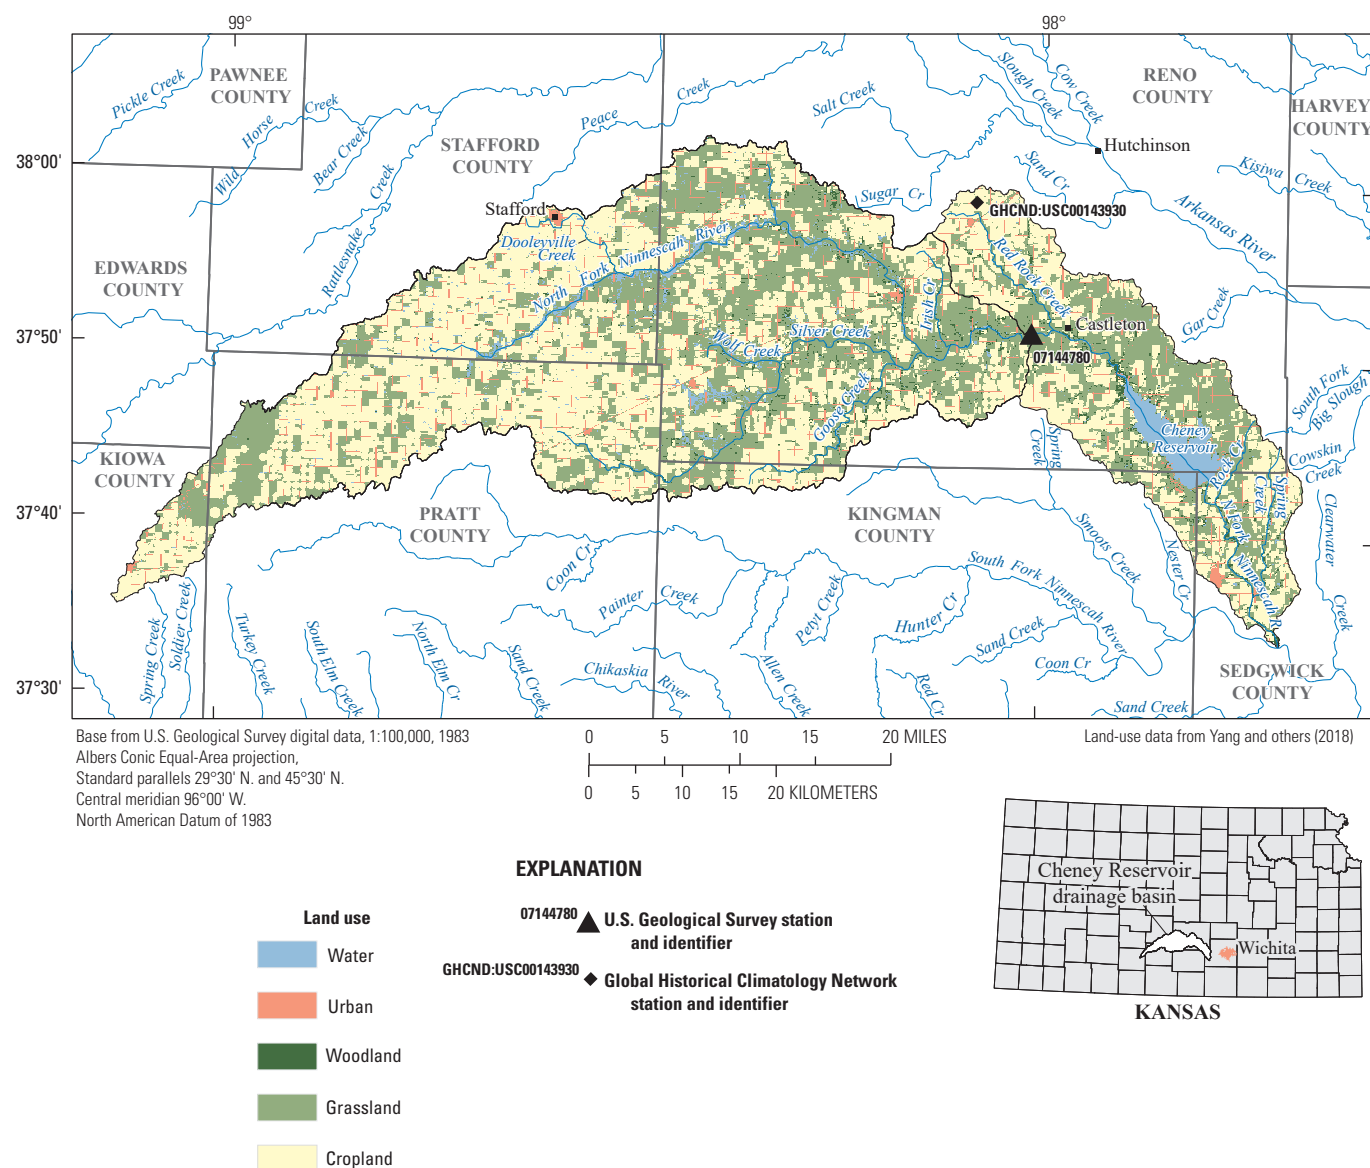 99°
98°
38°00'
37°50'
37°40'
37°30'
PAWNEE
COUNTY
Pickle Creek
Wild Horse Creek
Bear Creek
Rattlesnake Creek
STAFFORD
COUNTY
Peace Creek
Salt Creek
Slough Creek
Cow Creek
RENO
COUNTY
HARVEY
COUNTY
Hutchinson
Kisiwa Creek
Sand Cr
Sugar Cr
Arkansas River
GHCND:USC00143930
Stafford
Dooleyville
Creek
North Fork Ninnescah River
Red Rock Creek
Irish Cr
EDWARDS
COUNTY
Silver Creek
Wolf Creek
Goose Creek
Castleton
07144780
Gar Creek
South Fork
Big Slough
Cheney
Reservoir
Rock Cr
Cowskin
Creek
Spring
Creek
Spring
Creek
Clearwater
Creek
N Fork Ninnescah R
KIOWA
COUNTY
PRATT
COUNTY
KINGMAN
COUNTY
Smoots Creek
Nester Cr
South Fork Ninnescah River
Coon Cr
Painter Creek
Petyt Creek
Hunter Cr
Sand Creek
Coon Cr
Spring Creek
Soldier Creek
Turkey Creek
South Elm Creek
North Elm Cr
Sand Creek
Chikaskia River
Allen Creek
Red Cr
Sand Creek
SEDGWICK
COUNTY
Base from U.S. Geological Survey digital data, 1:100,000, 1983
Albers Conic Equal-Area projection,
Standard parallels 29°30' N. and 45°30' N.
Central meridian 96°00' W.
North American Datum of 1983
0 5 10 15 20 MILES
0 5 10 15 20 KILOMETERS
Land-use data from Yang and others (2018)
EXPLANATION
Land use
Water
Urban
Woodland
Grassland
Cropland
07144780
U.S. Geological Survey station
and identifier
GHCND:USC00143930
Global Historical Climatology Network
station and identifier
Cheney Reservoir
drainage basin
Wichita
KANSAS